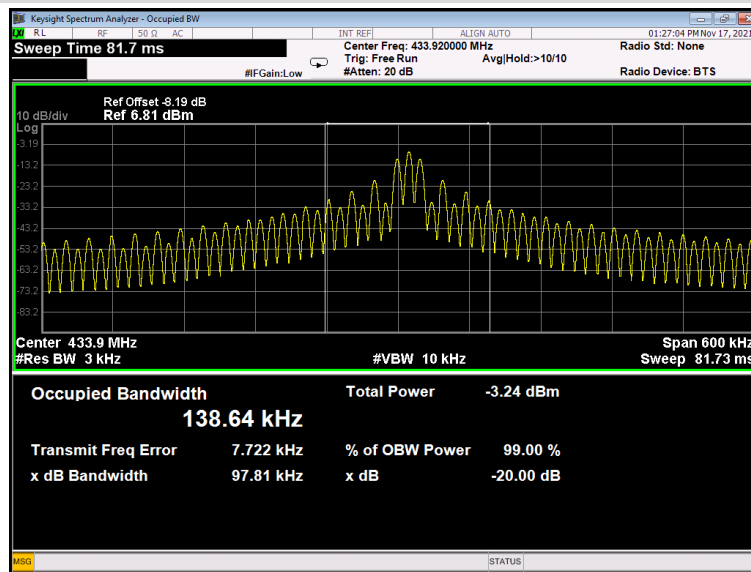 Keysight Spectrum Analyzer - Occupied BW
LXI RL RF 50 Ω AC INT REF ALIGN AUTO 01:27:04 PM Nov 17, 2021
Sweep Time 81.7 ms Center Freq: 433.920000 MHz Radio Std: None
Trig: Free Run Avg|Hold:>10/10
#IFGain:Low #Atten: 20 dB Radio Device: BTS
Ref Offset -8.19 dB
10 dB/div Ref 6.81 dBm
Log
-3.19
-13.2
-23.2
-33.2
-43.2
-53.2
-63.2
-73.2
-83.2
Center 433.9 MHz Span 600 kHz
#Res BW 3 kHz #VBW 10 kHz Sweep 81.73 ms
Occupied Bandwidth Total Power -3.24 dBm
138.64 kHz
Transmit Freq Error 7.722 kHz % of OBW Power 99.00 %
x dB Bandwidth 97.81 kHz x dB -20.00 dB
MSG STATUS